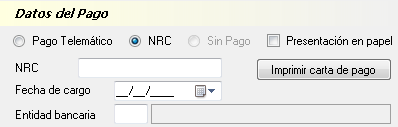 Datos del Pago
Pago Telemático NRC Sin Pago Presentación en papel
NRC Imprimir carta de pago
Fecha de cargo __/__/____
Entidad bancaria